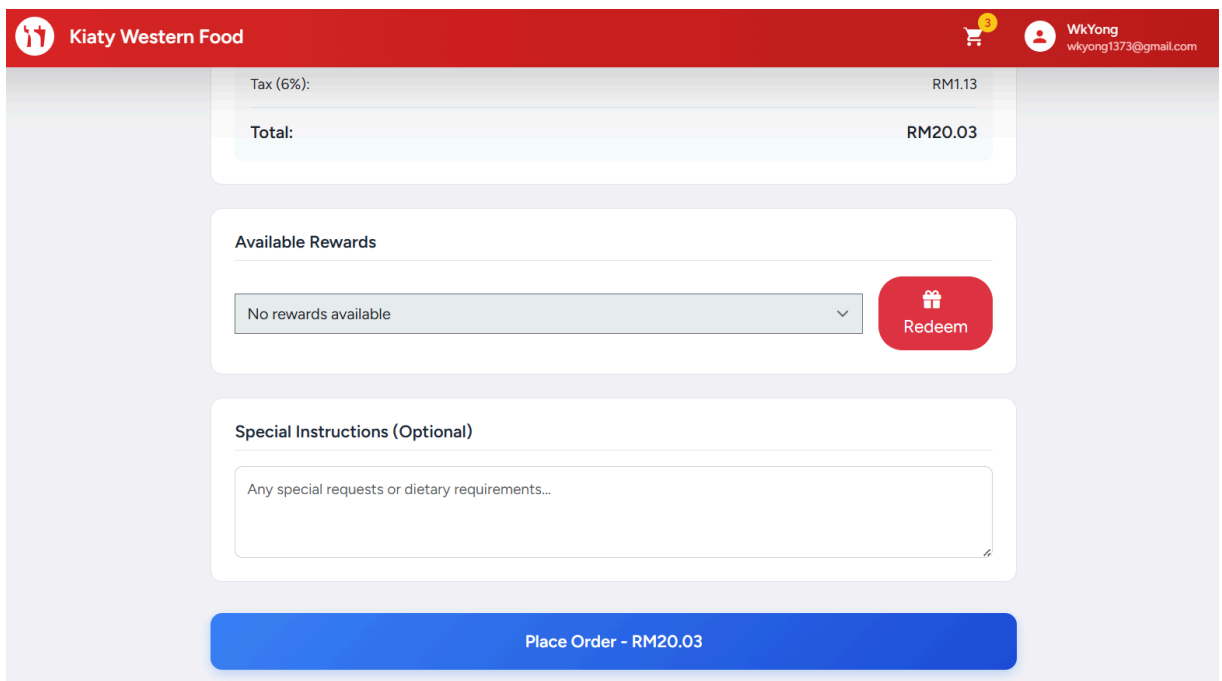 Kiaty Western Food
3
WkYong
wkyong1373@gmail.com
Tax (6%): RM1.13
Total: RM20.03
Available Rewards
No rewards available
Redeem
Special Instructions (Optional)
Any special requests or dietary requirements...
Place Order - RM20.03